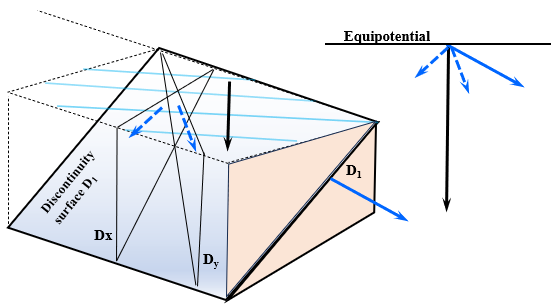 Equipotential
Discontinuity
surface D₁
D₁
Dx
Dy